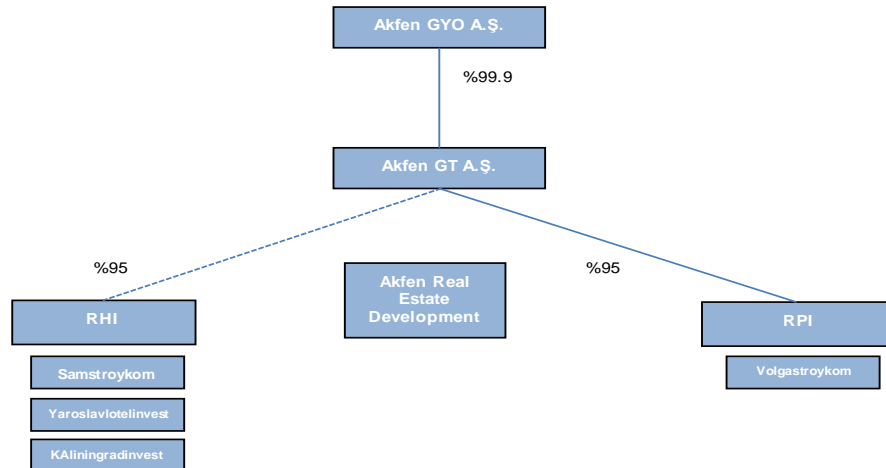 Akfen GYO A.Ş.
%99.9
Akfen GT A.Ş.
%95
Akfen Real
Estate
Development
%95
RHI
RPI
Samstroykom
Volgastroykom
Yaroslavlotelinvest
KAliningradinvest